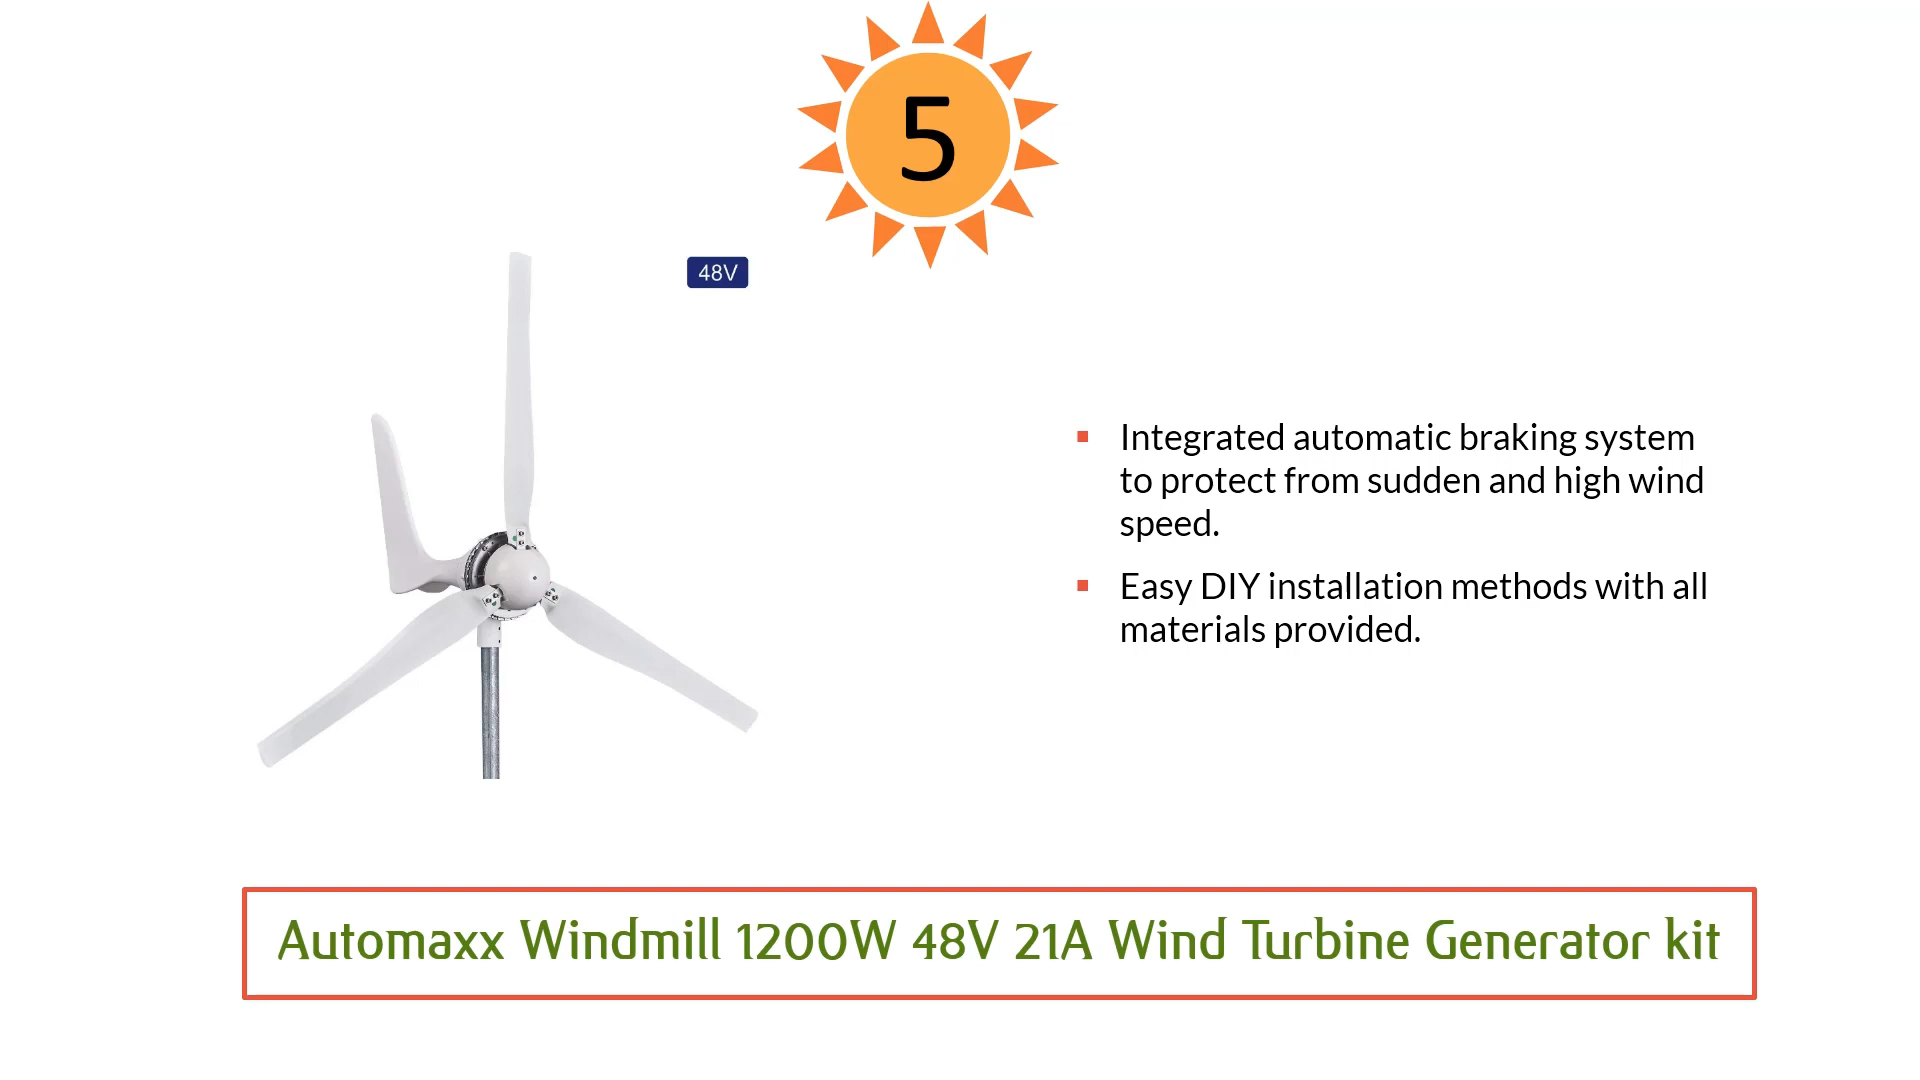 5
48V
Integrated automatic braking system
to protect from sudden and high wind
speed.
Easy DIY installation methods with all
materials provided.
Automaxx Windmill 1200W 48V 21A Wind Turbine Generator kit